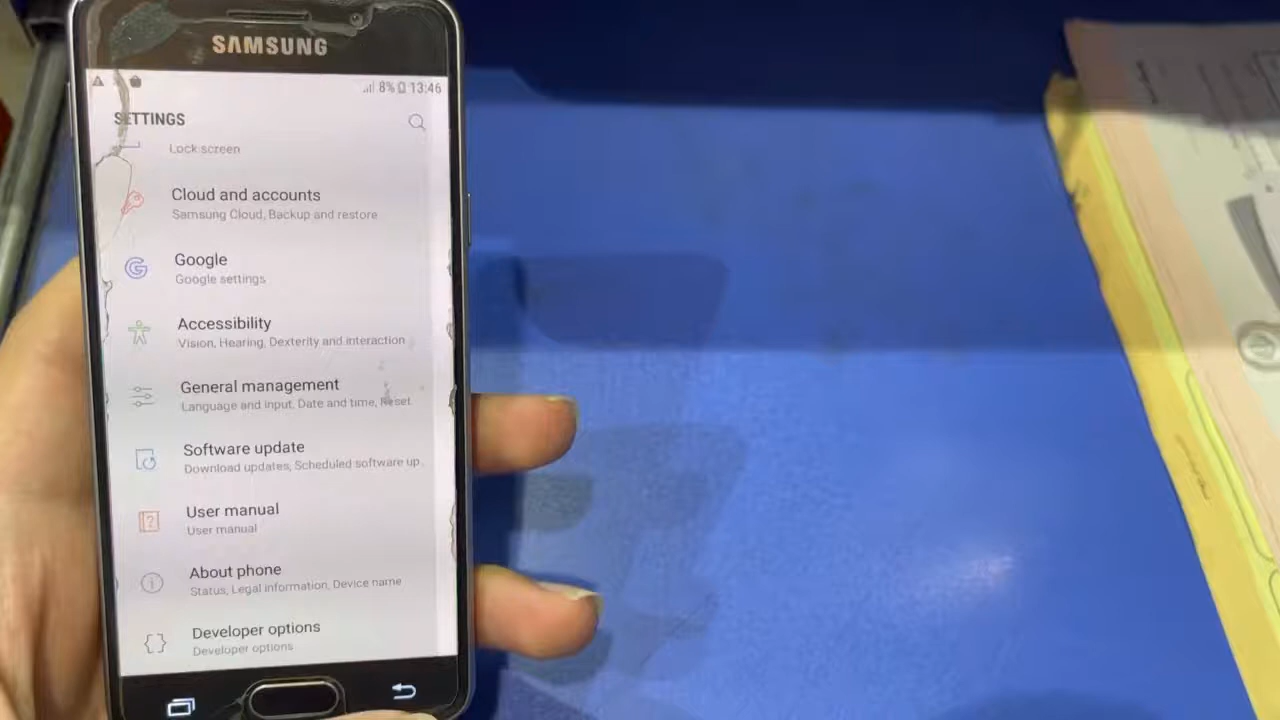 SAMSUNG
8% 13:46
SETTINGS
Lock screen
Cloud and accounts
Samsung Cloud, Backup and restore
Google
Google settings
Accessibility
Vision, Hearing, Dexterity and interaction
General management
Language and input, Date and time, Reset
Software update
Download updates, Scheduled software up
User manual
User manual
About phone
Status, Legal information, Device name
Developer options
Developer options